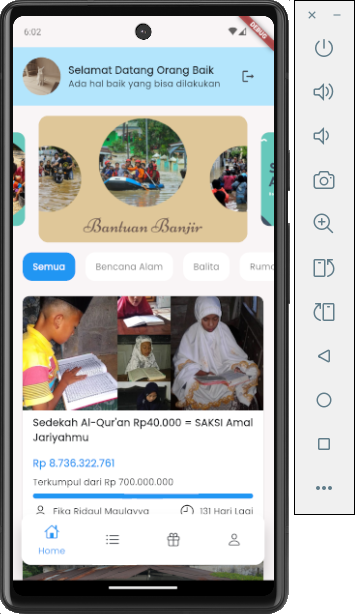 6:02
DEBUG
Selamat Datang Orang Baik
Ada hal baik yang bisa dilakukan
Bantuan Banjir
Semua
Bencana Alam
Balita
Sedekah Al-Qur'an Rp40.000 = SAKSI Amal
Jariyahmu
Rp 8.736.322.761
Terkumpul dari Rp 700.000.000
Fika Ridaul Maulayya
131 Hari Lagi
Home